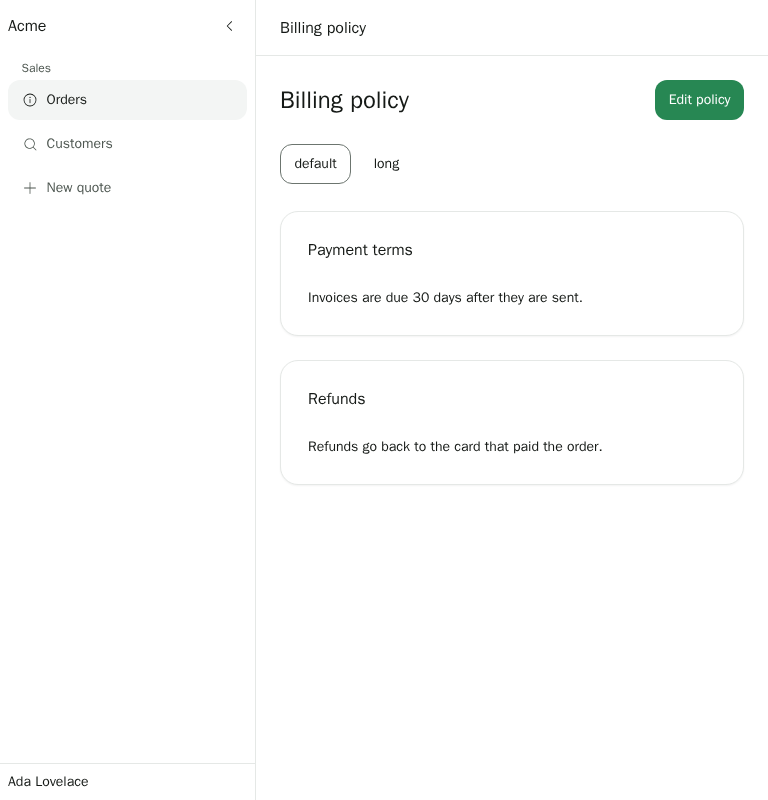 Acme
Sales
Orders
Customers
New quote
Ada Lovelace
Billing policy
Billing policy
Edit policy
default
long
Payment terms
Invoices are due 30 days after they are sent.
Refunds
Refunds go back to the card that paid the order.